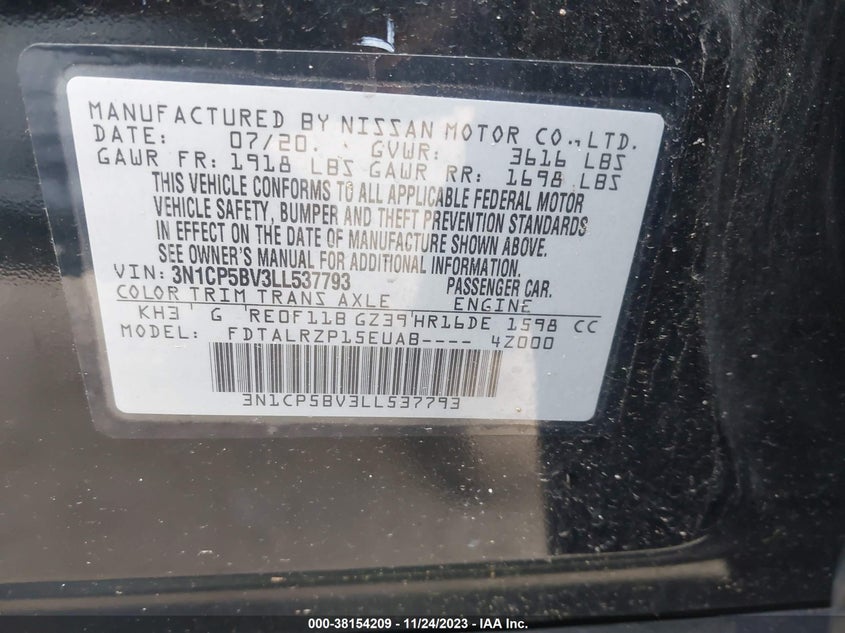 MANUFACTURED BY NISSAN MOTOR CO.,LTD.
DATE: 07/20. GVWR: 3616 LBS
GAWR FR: 1918 LBS GAWR RR: 1698 LBS
THIS VEHICLE CONFORMS TO ALL APPLICABLE FEDERAL MOTOR
VEHICLE SAFETY, BUMPER AND THEFT PREVENTION STANDARDS
IN EFFECT ON THE DATE OF MANUFACTURE SHOWN ABOVE.
SEE OWNER'S MANUAL FOR ADDITIONAL INFORMATION.
VIN: 3N1CP5BV3LL537793 PASSENGER CAR.
COLOR TRIM TRANS AXLE ENGINE
KH3 G RE0F11B GZ39 HR16DE 1598 CC
MODEL: FDTALRZP15EUAB---- 4Z000
3N1CP5BV3LL537793
000-38154209 - 11/24/2023 - IAA Inc.